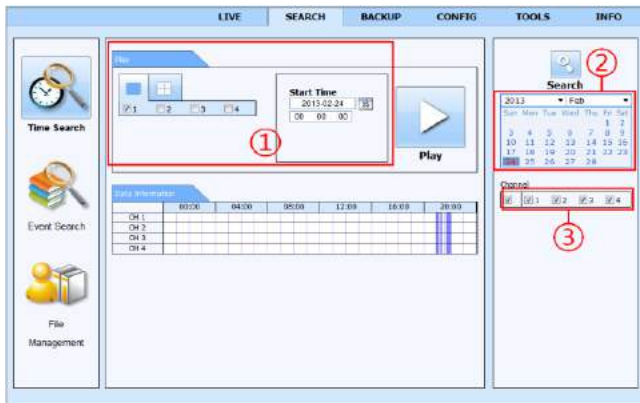 LIVE SEARCH BACKUP CONFIG TOOLS INFO
Play
1 2 3 4
Start Time
2013-02-24
00 00 00
Play
1
Time Search
Event Search
File
Management
Data Information
00:00 04:00 08:00 12:00 16:00 20:00
CH 1
CH 2
CH 3
CH 4
Search
2
2013 Feb
Sun Mon Tue Wed Thu Fri Sat
1 2
3 4 5 6 7 8 9
10 11 12 13 14 15 16
17 18 19 20 21 22 23
24 25 26 27 28
Channel
1 2 3 4
3